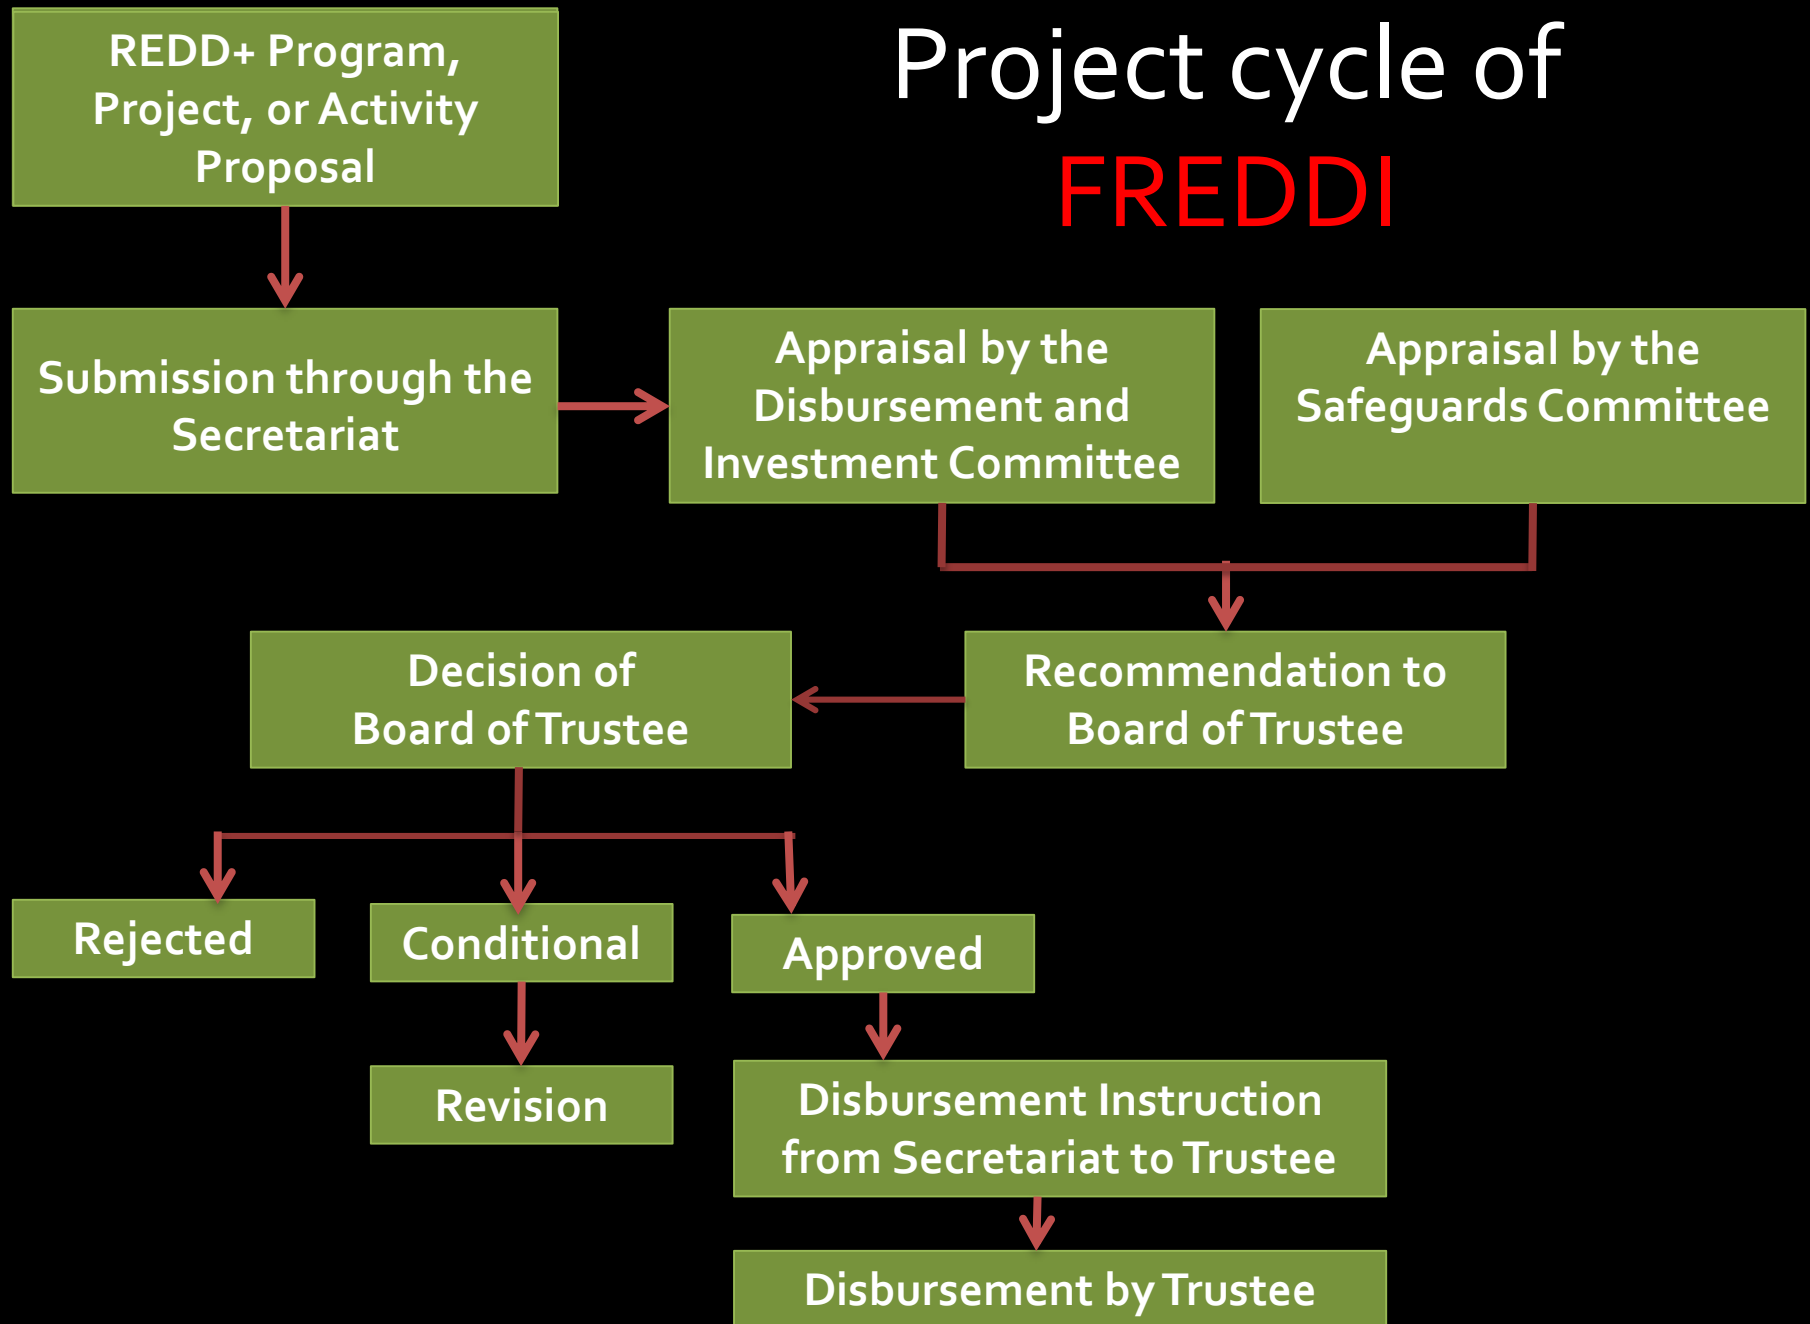 Project cycle of
FREDDI
REDD+ Program,
Project, or Activity
Proposal
Submission through the
Secretariat
Appraisal by the
Disbursement and
Investment Committee
Appraisal by the
Safeguards Committee
Recommendation to
Board of Trustee
Decision of
Board of Trustee
Rejected
Conditional
Approved
Revision
Disbursement Instruction
from Secretariat to Trustee
Disbursement by Trustee